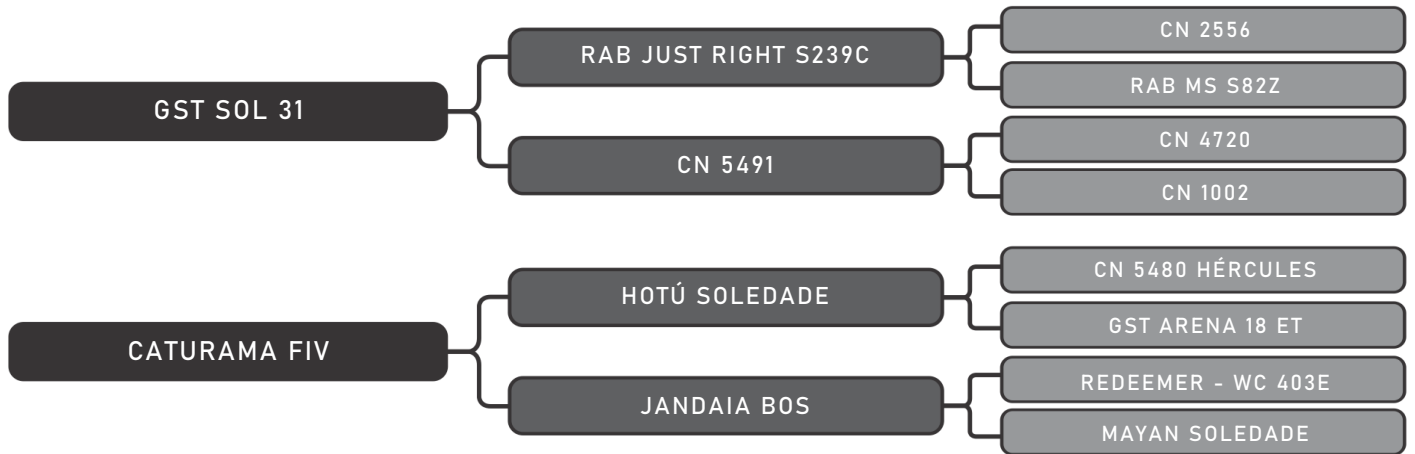 GST SOL 31
RAB JUST RIGHT S239C
CN 5491
CN 2556
RAB MS S82Z
CN 4720
CN 1002
CATURAMA FIV
HOTÚ SOLEDADE
JANDAIA BOS
CN 5480 HÉRCULES
GST ARENA 18 ET
REDEEMER - WC 403E
MAYAN SOLEDADE